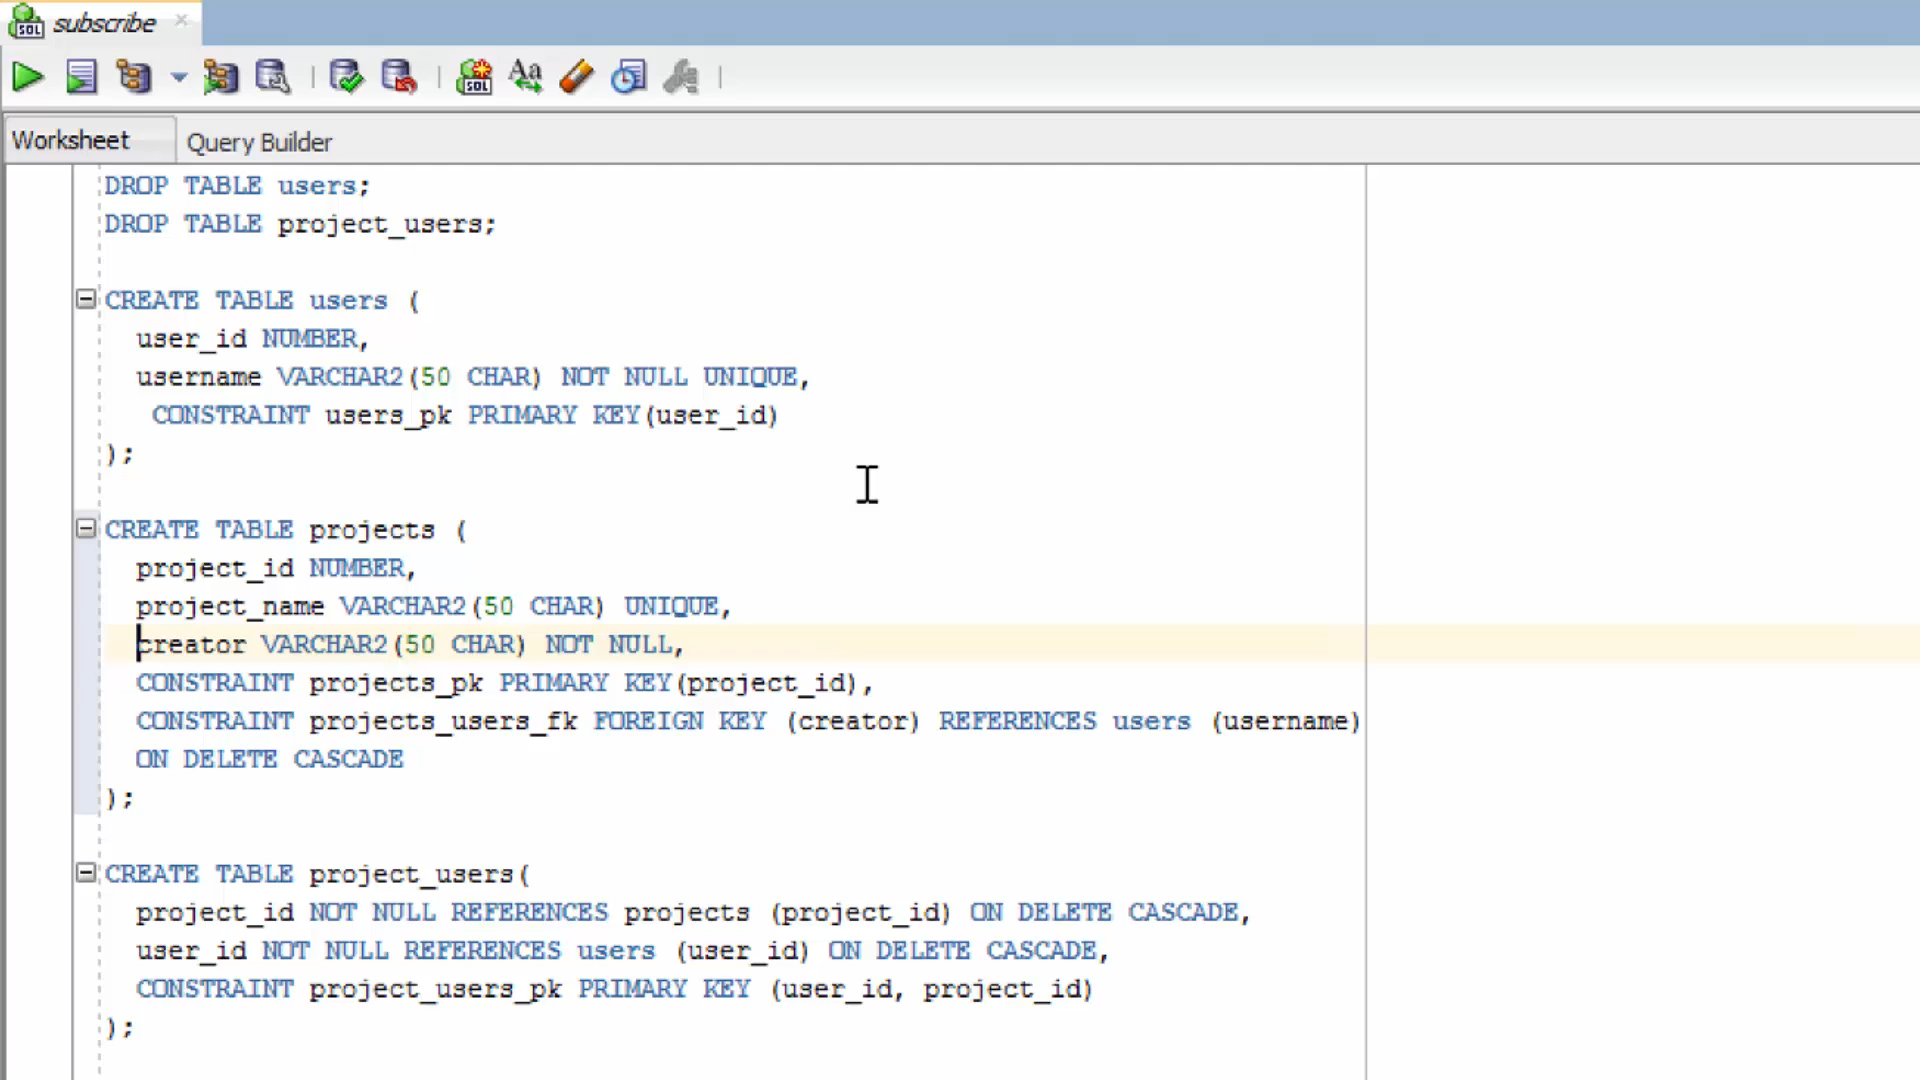 subscribe
Worksheet Query Builder
DROP TABLE users;
DROP TABLE project_users;
CREATE TABLE users (
user_id NUMBER,
username VARCHAR2(50 CHAR) NOT NULL UNIQUE,
CONSTRAINT users_pk PRIMARY KEY(user_id)
);
CREATE TABLE projects (
project_id NUMBER,
project_name VARCHAR2(50 CHAR) UNIQUE,
creator VARCHAR2(50 CHAR) NOT NULL,
CONSTRAINT projects_pk PRIMARY KEY(project_id),
CONSTRAINT projects_users_fk FOREIGN KEY (creator) REFERENCES users (username)
ON DELETE CASCADE
);
CREATE TABLE project_users(
project_id NOT NULL REFERENCES projects (project_id) ON DELETE CASCADE,
user_id NOT NULL REFERENCES users (user_id) ON DELETE CASCADE,
CONSTRAINT project_users_pk PRIMARY KEY (user_id, project_id)
);